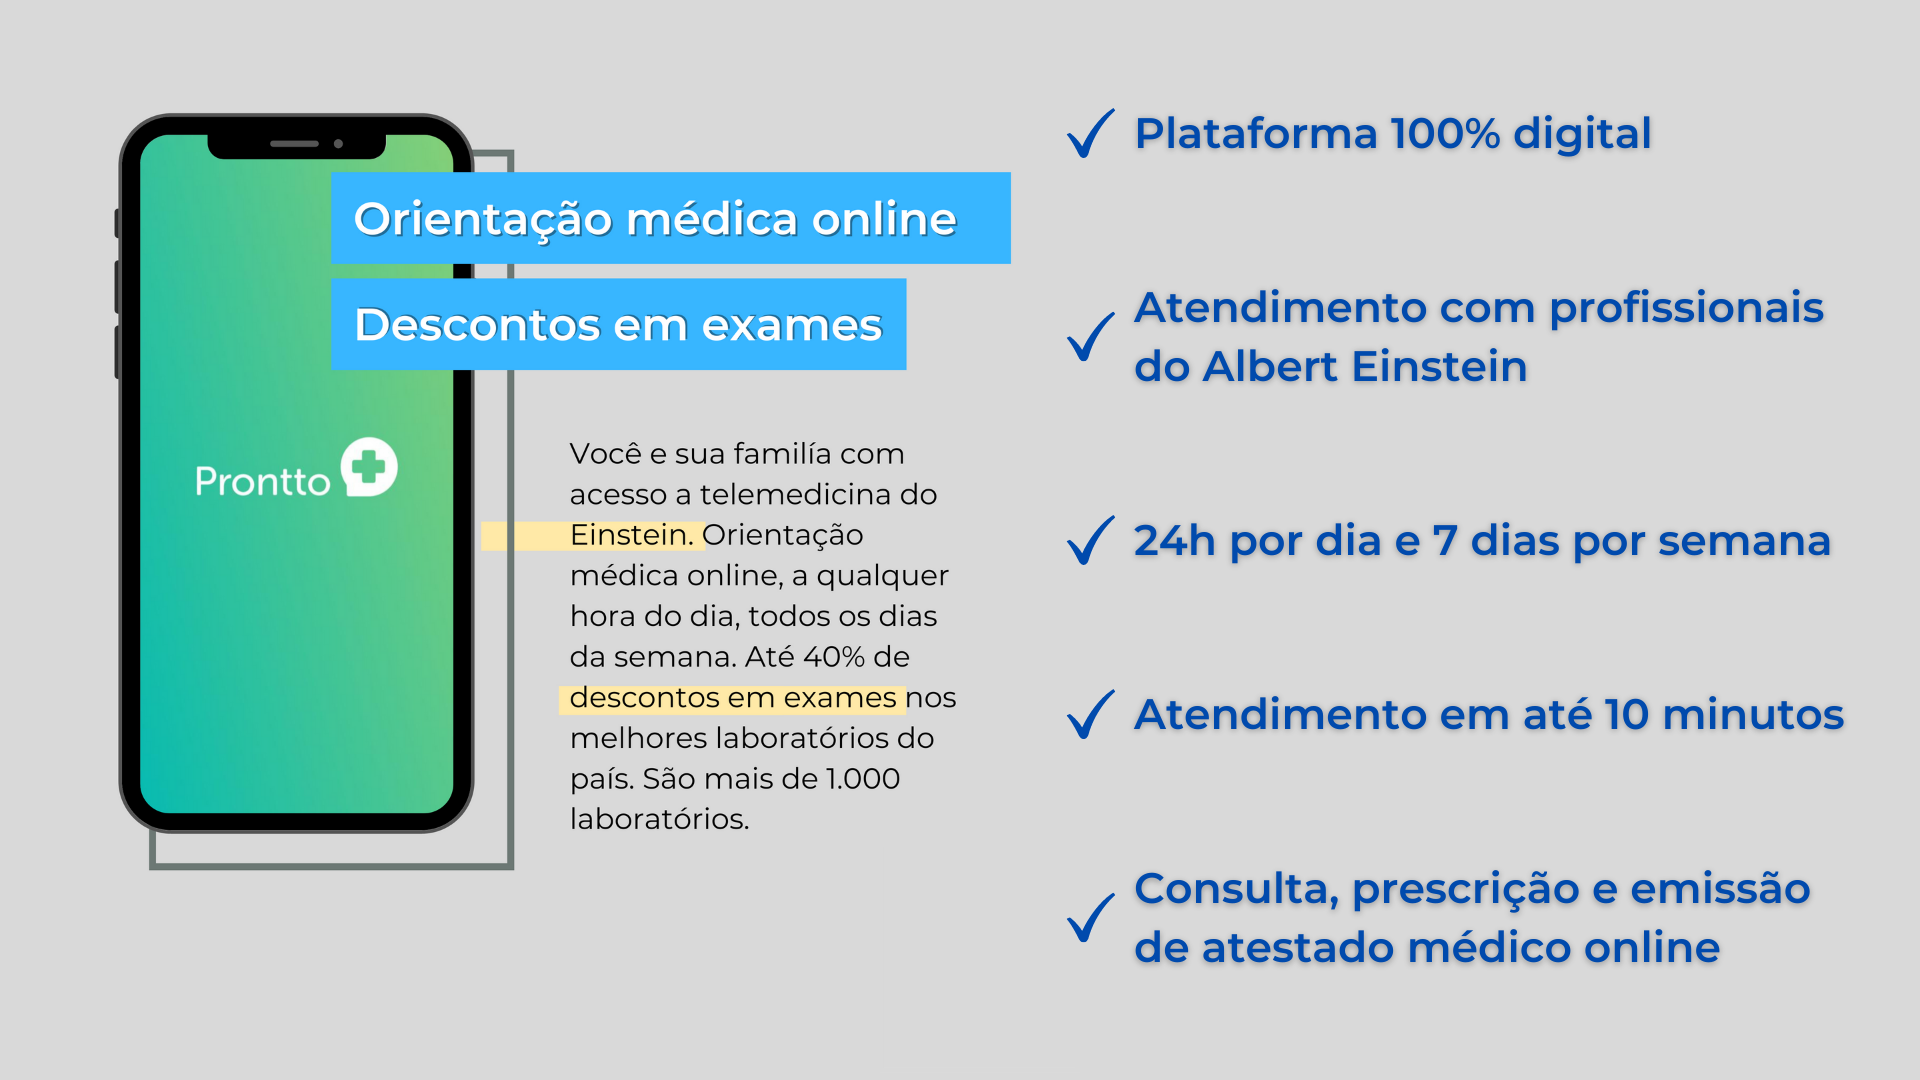 Orientação médica online
Descontos em exames
Prontto
Você e sua familía com
acesso a telemedicina do
Einstein. Orientação
médica online, a qualquer
hora do dia, todos os dias
da semana. Até 40% de
descontos em exames nos
melhores laboratórios do
país. São mais de 1.000
laboratórios.
Plataforma 100% digital
Atendimento com profissionais
do Albert Einstein
24h por dia e 7 dias por semana
Atendimento em até 10 minutos
Consulta, prescrição e emissão
de atestado médico online